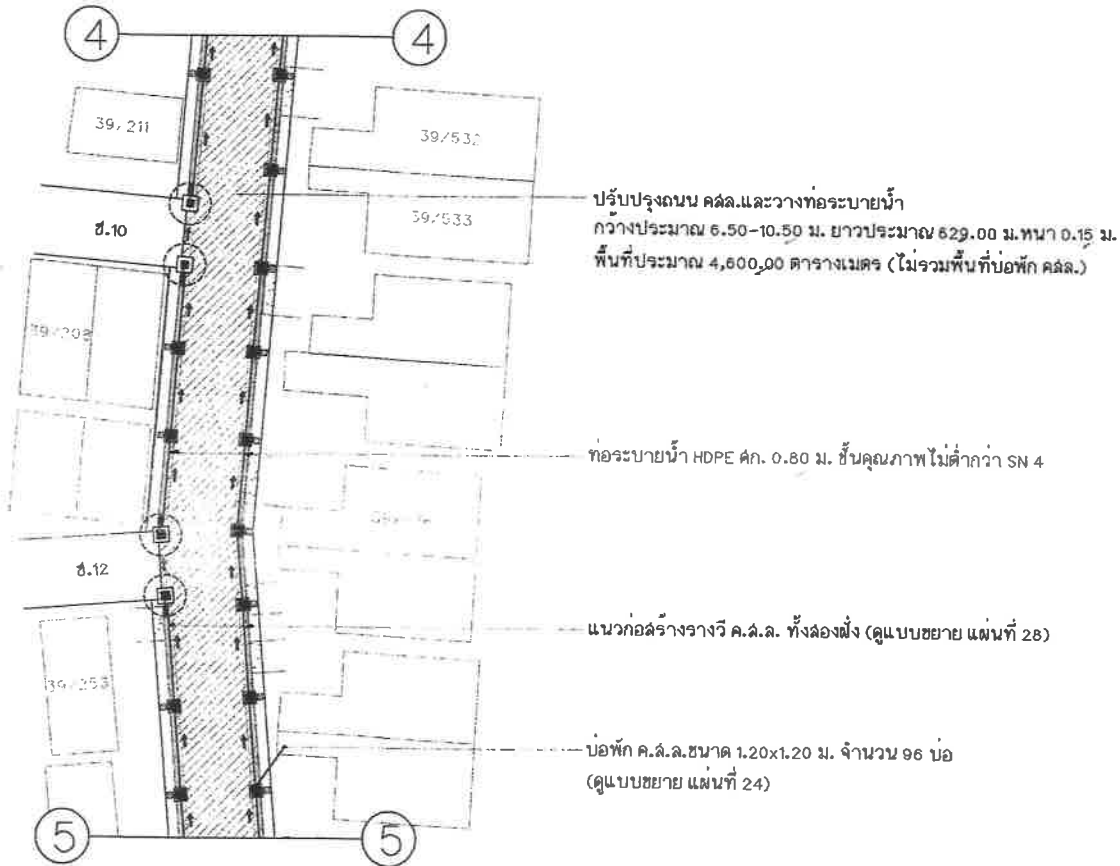 4
4
39/211
39/532
39/533
ซ.10
39/208
ซ.12
39/253
5
5
ปรับปรุงถนน คสล.และวางท่อระบายน้ำ
กว้างประมาณ 6.50-10.50 ม. ยาวประมาณ 629.00 ม.หนา 0.15 ม.
พื้นที่ประมาณ 4,600.00 ตารางเมตร (ไม่รวมพื้นที่บ่อพัก คสล.)
ท่อระบายน้ำ HDPE ศก. 0.80 ม. ชั้นคุณภาพไม่ต่ำกว่า SN 4
แนวก่อสร้างรางวี ค.ส.ล. ทั้งสองฝั่ง (ดูแบบขยาย แผ่นที่ 28)
บ่อพัก ค.ส.ล.ขนาด 1.20x1.20 ม. จำนวน 96 บ่อ
(ดูแบบขยาย แผ่นที่ 24)